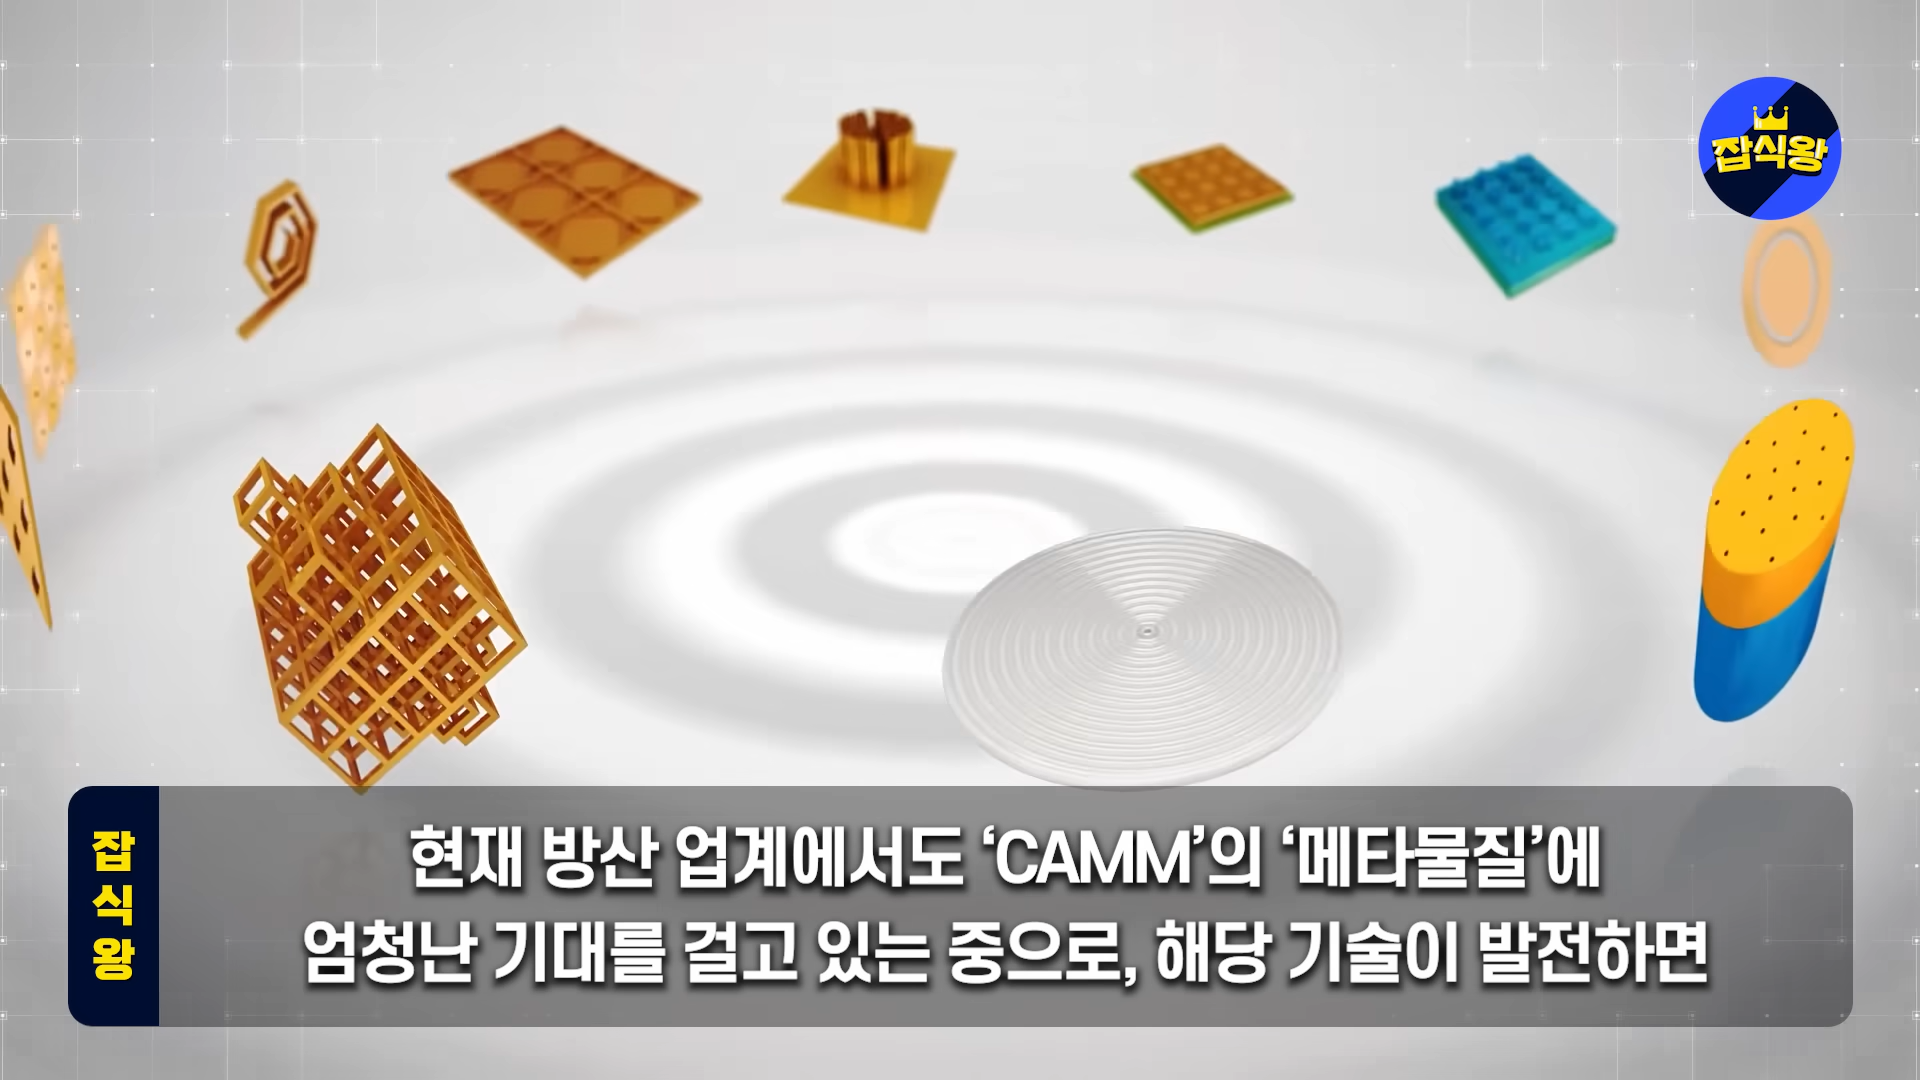 잡식왕
잡식왕
현재 방산 업계에서도 ‘CAMM’의 ‘메타물질’에
엄청난 기대를 걸고 있는 중으로, 해당 기술이 발전하면